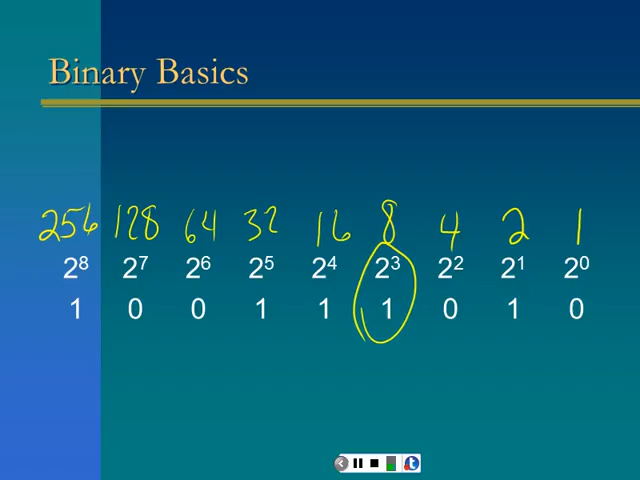 Binary Basics
256 128 64 32 16 8 4 2 1
2⁸ 2⁷ 2⁶ 2⁵ 2⁴ 2³ 2² 2¹ 2⁰
1 0 0 1 1 1 0 1 0